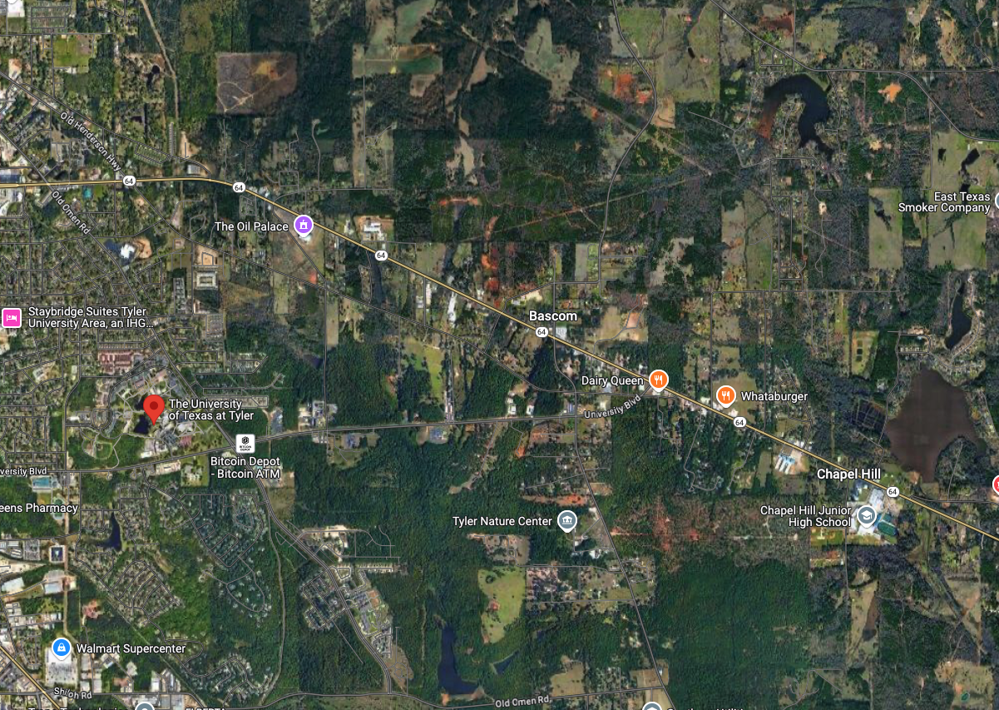 Old Henderson Hwy
64
64
Old Omen Rd
East Texas
Smoker Company
The Oil Palace
64
Staybridge Suites Tyler
University Area, an IHG...
Bascom
64
Dairy Queen
Whataburger
The University
of Texas at Tyler
University Blvd
64
BITCOIN
DEPOT
Bitcoin Depot
- Bitcoin ATM
versity Blvd
Chapel Hill
64
eens Pharmacy
Chapel Hill Junior
High School
Tyler Nature Center
Walmart Supercenter
Shiloh Rd
Old Omen Rd